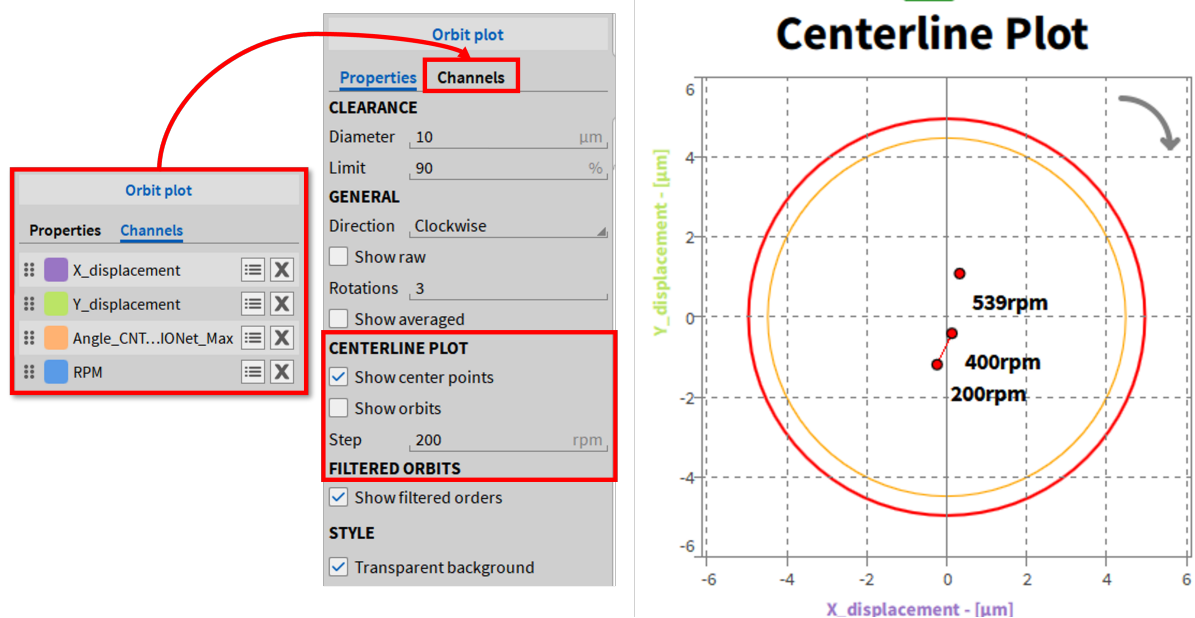 Orbit plot
Properties Channels
X_displacement
Y_displacement
Angle_CNT...IONet_Max
RPM
Orbit plot
Properties Channels
CLEARANCE
Diameter 10 μm
Limit 90 %
GENERAL
Direction Clockwise
Show raw
Rotations 3
Show averaged
CENTERLINE PLOT
Show center points
Show orbits
Step 200 rpm
FILTERED ORBITS
Show filtered orders
STYLE
Transparent background
Centerline Plot
6
4
2
0
-2
-4
-6
Y_displacement - [μm]
539rpm
400rpm
200rpm
-6 -4 -2 0 2 4 6
X_displacement - [μm]